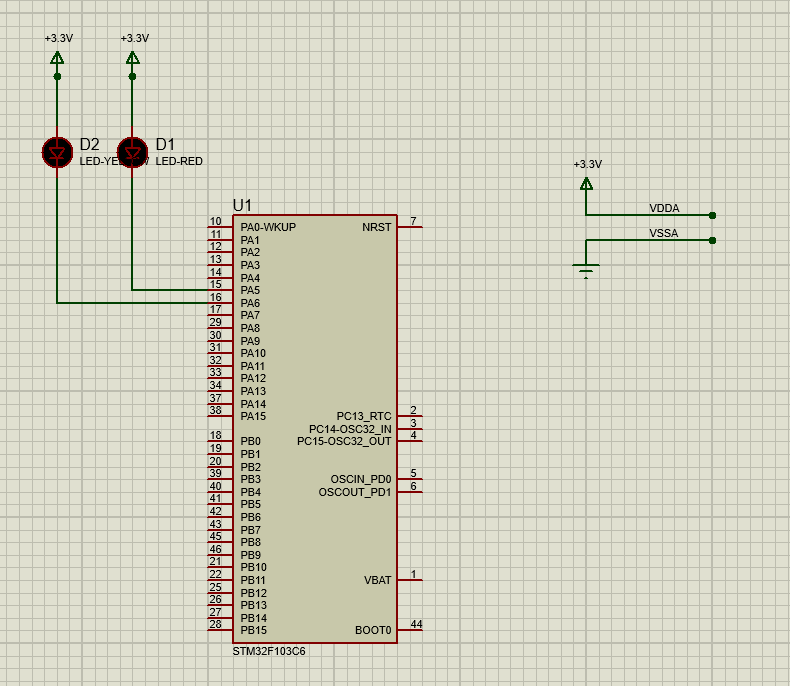 +3.3V
+3.3V
D2
D1
LED-RED
+3.3V
VDDA
VSSA
U1
10 PA0-WKUP
11 PA1
12 PA2
13 PA3
14 PA4
15 PA5
16 PA6
17 PA7
29 PA8
30 PA9
31 PA10
32 PA11
33 PA12
34 PA13
37 PA14
38 PA15
18 PB0
19 PB1
20 PB2
39 PB3
40 PB4
41 PB5
42 PB6
43 PB7
45 PB8
46 PB9
21 PB10
22 PB11
25 PB12
26 PB13
27 PB14
28 PB15
NRST 7
PC13_RTC 2
PC14-OSC32_IN 3
PC15-OSC32_OUT 4
OSCIN_PD0 5
OSCOUT_PD1 6
VBAT 1
BOOT0 44
STM32F103C6